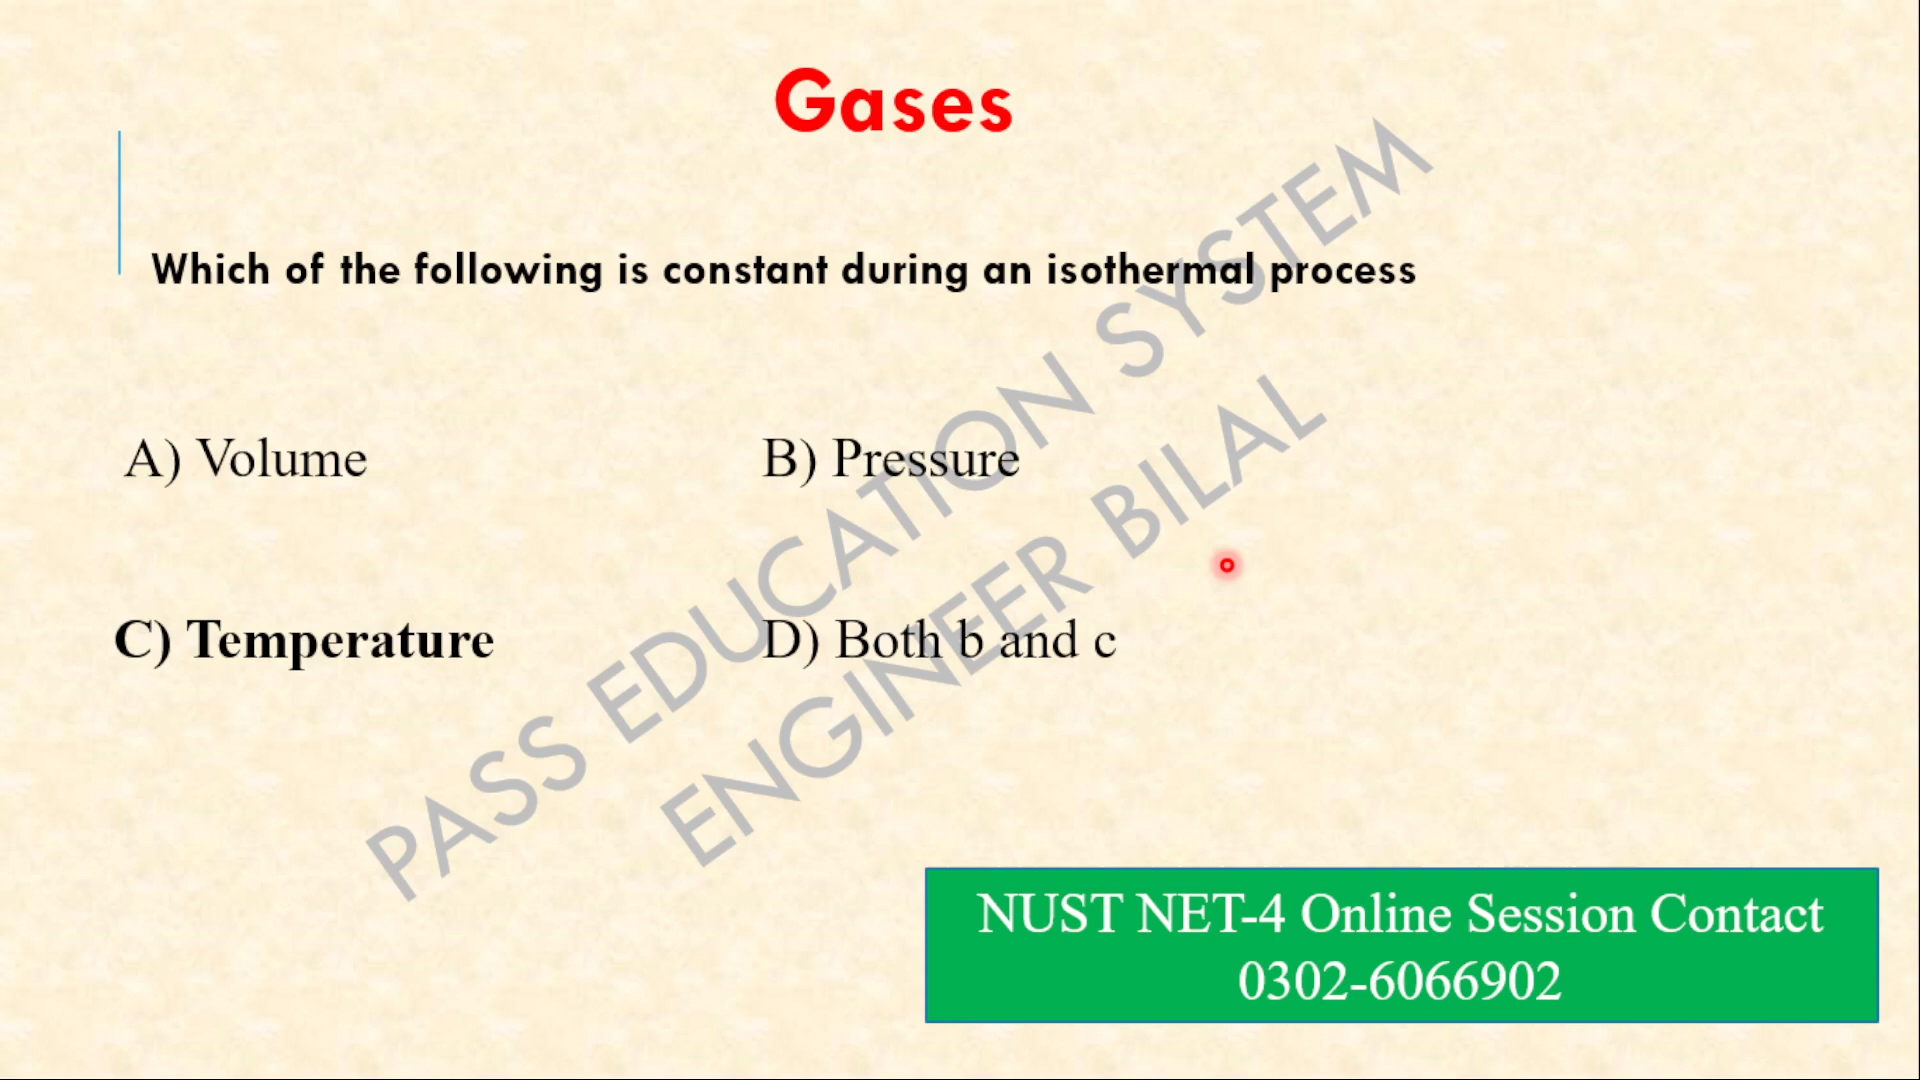 Gases
Which of the following is constant during an isothermal process
A) Volume
B) Pressure
C) Temperature
D) Both b and c
PASS EDUCATION SYSTEM
ENGINEER BILAL
NUST NET-4 Online Session Contact
0302-6066902